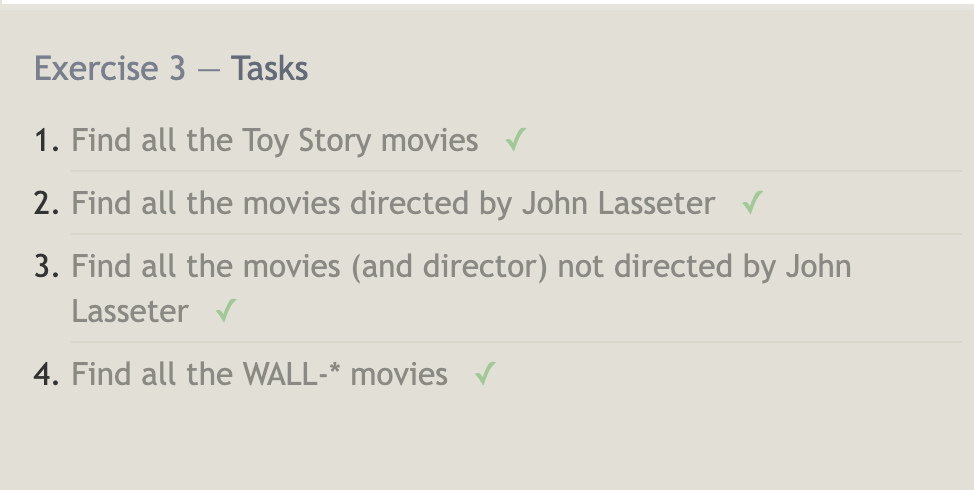 Exercise 3 — Tasks
1. Find all the Toy Story movies ✓
2. Find all the movies directed by John Lasseter ✓
3. Find all the movies (and director) not directed by John
Lasseter ✓
4. Find all the WALL-* movies ✓